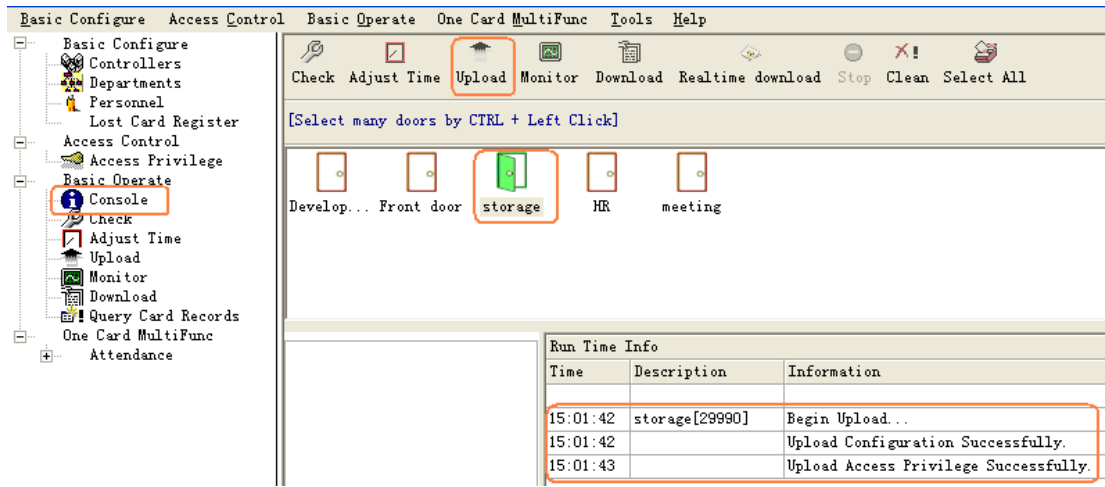 Basic Configure Access Control Basic Operate One Card MultiFunc Tools Help
Basic Configure
Controllers
Departments
Personnel
Lost Card Register
Access Control
Access Privilege
Basic Operate
Console
Check
Adjust Time
Upload
Monitor
Download
Query Card Records
One Card MultiFunc
Attendance
Check Adjust Time Upload Monitor Download Realtime download Stop Clean Select All
[Select many doors by CTRL + Left Click]
Develop... Front door storage HR meeting
Run Time Info
Time Description Information
15:01:42 storage[29990] Begin Upload...
15:01:42 Upload Configuration Successfully.
15:01:43 Upload Access Privilege Successfully.